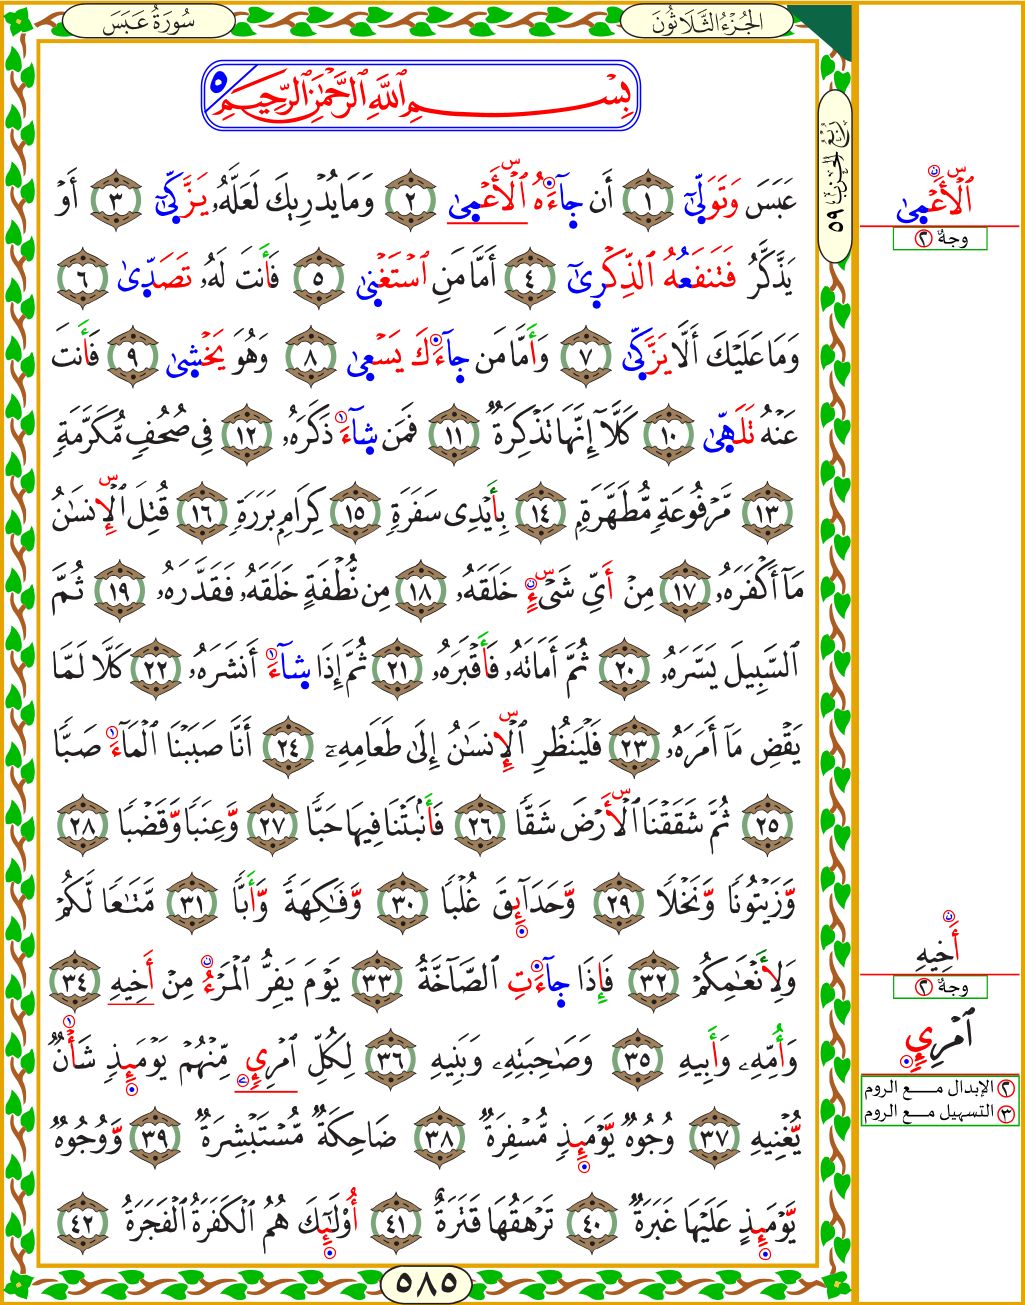 سُورَةُ عَبَسَ
الجُزْءُ الثَّلَاثُونَ
رُبْعُ الحِزْب ٥٩
بِسْمِ ٱللَّهِ ٱلرَّحْمَٰنِ ٱلرَّحِيمِ ٥
عَبَسَ وَتَوَلَّىٰٓ ١ أَن جَآءَهُ ٱلْأَعْمَىٰ ٢ وَمَا يُدْرِيكَ لَعَلَّهُۥ يَزَّكَّىٰٓ ٣ أَوْ
يَذَّكَّرُ فَتَنفَعُهُ ٱلذِّكْرَىٰٓ ٤ أَمَّا مَنِ ٱسْتَغْنَىٰ ٥ فَأَنتَ لَهُۥ تَصَدَّىٰ ٦
وَمَا عَلَيْكَ أَلَّا يَزَّكَّىٰ ٧ وَأَمَّا مَن جَآءَكَ يَسْعَىٰ ٨ وَهُوَ يَخْشَىٰ ٩ فَأَنتَ
عَنْهُ تَلَهَّىٰ ١٠ كَلَّآ إِنَّهَا تَذْكِرَةٌ ١١ فَمَن شَآءَ ذَكَرَهُۥ ١٢ فِى صُحُفٍ مُّكَرَّمَةٍ
١٣ مَّرْفُوعَةٍ مُّطَهَّرَةٍۭ ١٤ بِأَيْدِى سَفَرَةٍ ١٥ كِرَامٍۭ بَرَرَةٍ ١٦ قُتِلَ ٱلْإِنسَٰنُ
مَآ أَكْفَرَهُۥ ١٧ مِنْ أَىِّ شَىْءٍ خَلَقَهُۥ ١٨ مِن نُّطْفَةٍ خَلَقَهُۥ فَقَدَّرَهُۥ ١٩ ثُمَّ
ٱلسَّبِيلَ يَسَّرَهُۥ ٢٠ ثُمَّ أَمَاتَهُۥ فَأَقْبَرَهُۥ ٢١ ثُمَّ إِذَا شَآءَ أَنشَرَهُۥ ٢٢ كَلَّا لَمَّا
يَقْضِ مَآ أَمَرَهُۥ ٢٣ فَلْيَنظُرِ ٱلْإِنسَٰنُ إِلَىٰ طَعَامِهِۦٓ ٢٤ أَنَّا صَبَبْنَا ٱلْمَآءَ صَبًّا
٢٥ ثُمَّ شَقَقْنَا ٱلْأَرْضَ شَقًّا ٢٦ فَأَنۢبَتْنَا فِيهَا حَبًّا ٢٧ وَّعِنَبًا وَّقَضْبًا ٢٨
وَّزَيْتُونًا وَّنَخْلًا ٢٩ وَّحَدَآئِقَ غُلْبًا ٣٠ وَّفَٰكِهَةً وَّأَبًّا ٣١ مَّتَٰعًا لَّكُمْ
وَلِأَنْعَٰمِكُمْ ٣٢ فَإِذَا جَآءَتِ ٱلصَّآخَّةُ ٣٣ يَوْمَ يَفِرُّ ٱلْمَرْءُ مِنْ أَخِيهِ ٣٤
وَأُمِّهِۦ وَأَبِيهِ ٣٥ وَصَٰحِبَتِهِۦ وَبَنِيهِ ٣٦ لِكُلِّ ٱمْرِئٍ مِّنْهُمْ يَوْمَئِذٍ شَأْنٌ
يُّغْنِيهِ ٣٧ وُجُوهٌ يَّوْمَئِذٍ مُّسْفِرَةٌ ٣٨ ضَاحِكَةٌ مُّسْتَبْشِرَةٌ ٣٩ وَّوُجُوهٌ
يَّوْمَئِذٍ عَلَيْهَا غَبَرَةٌ ٤٠ تَرْهَقُهَا قَتَرَةٌ ٤١ أُو۟لَٰٓئِكَ هُمُ ٱلْكَفَرَةُ ٱلْفَجَرَةُ ٤٢
٥٨٥
ٱلْأَعْمَىٰ
٢ وجهٌ
أَخِيهِ
٢ وجهٌ
ٱمْرِئٍ
٢ الإبدال مع الروم
٣ التسهيل مع الروم